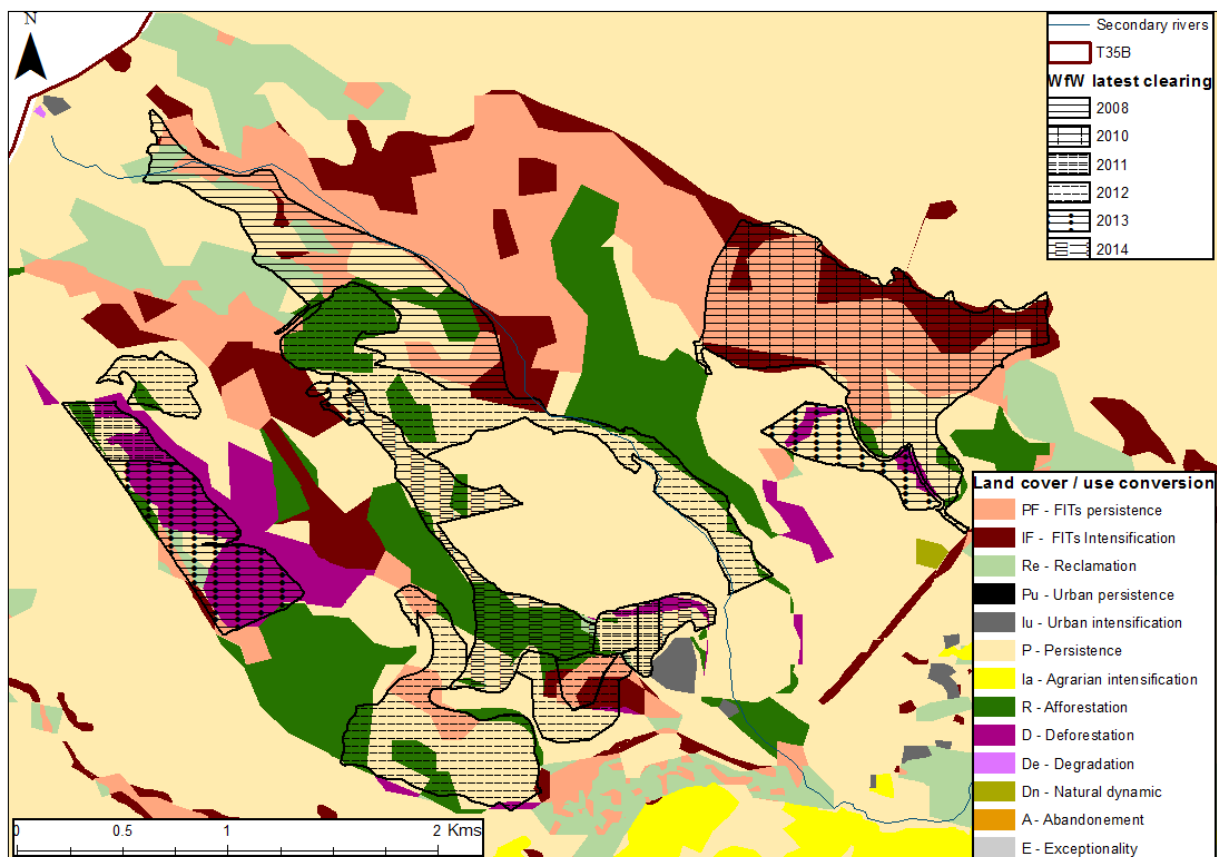 N
Secondary rivers
T35B
WfW latest clearing
2008
2010
2011
2012
2013
2014
Land cover / use conversion
PF - FITs persistence
IF - FITs Intensification
Re - Reclamation
Pu - Urban persistence
Iu - Urban intensification
P - Persistence
Ia - Agrarian intensification
R - Afforestation
D - Deforestation
De - Degradation
Dn - Natural dynamic
A - Abandonement
E - Exceptionality
0 0.5 1 2 Kms